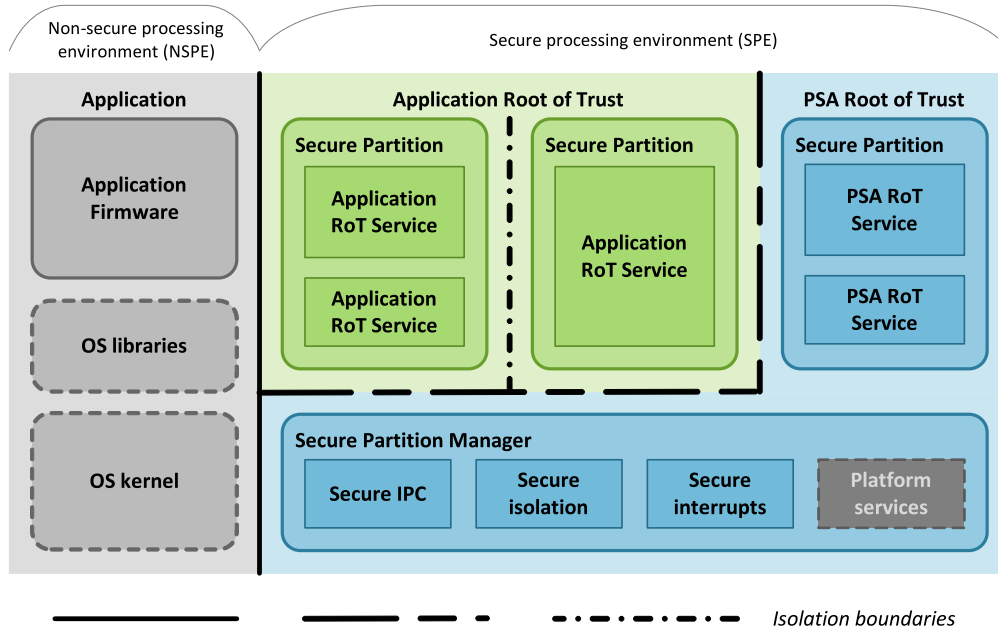 Non-secure processing
environment (NSPE)
Secure processing environment (SPE)
Application
Application Root of Trust
PSA Root of Trust
Application
Firmware
OS libraries
OS kernel
Secure Partition
Application
RoT Service
Application
RoT Service
Secure Partition
Application
RoT Service
Secure Partition
PSA RoT
Service
PSA RoT
Service
Secure Partition Manager
Secure IPC
Secure
isolation
Secure
interrupts
Platform
services
Isolation boundaries